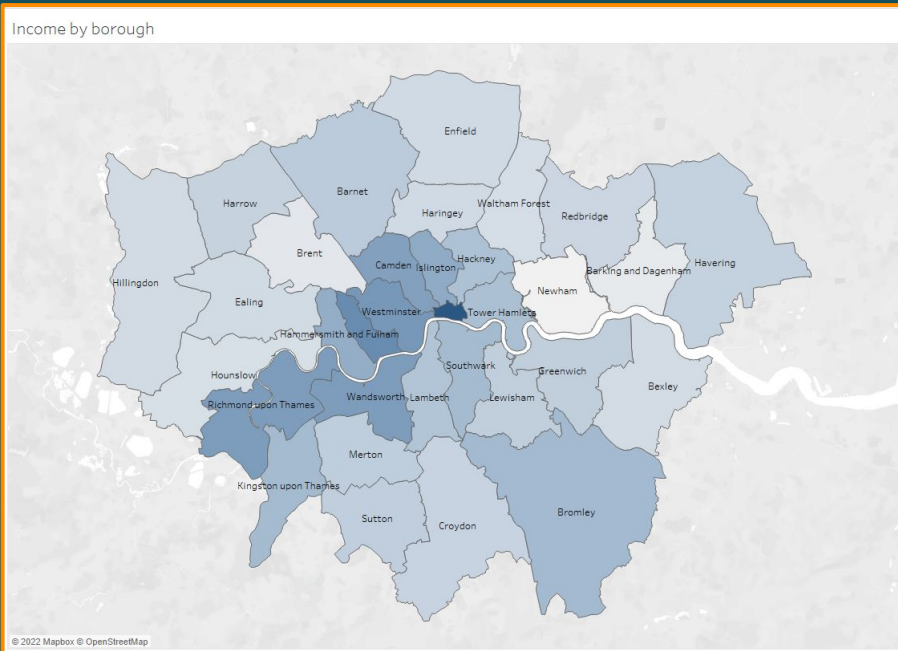 Income by borough
Enfield
Barnet
Harrow
Haringey
Waltham Forest
Redbridge
Havering
Brent
Hillingdon
Camden
Islington
Hackney
Barking and Dagenham
Newham
Ealing
Westminster
Tower Hamlets
Hammersmith and Fulham
Hounslow
Southwark
Greenwich
Bexley
Richmond upon Thames
Wandsworth
Lambeth
Lewisham
Merton
Kingston upon Thames
Sutton
Croydon
Bromley
© 2022 Mapbox © OpenStreetMap